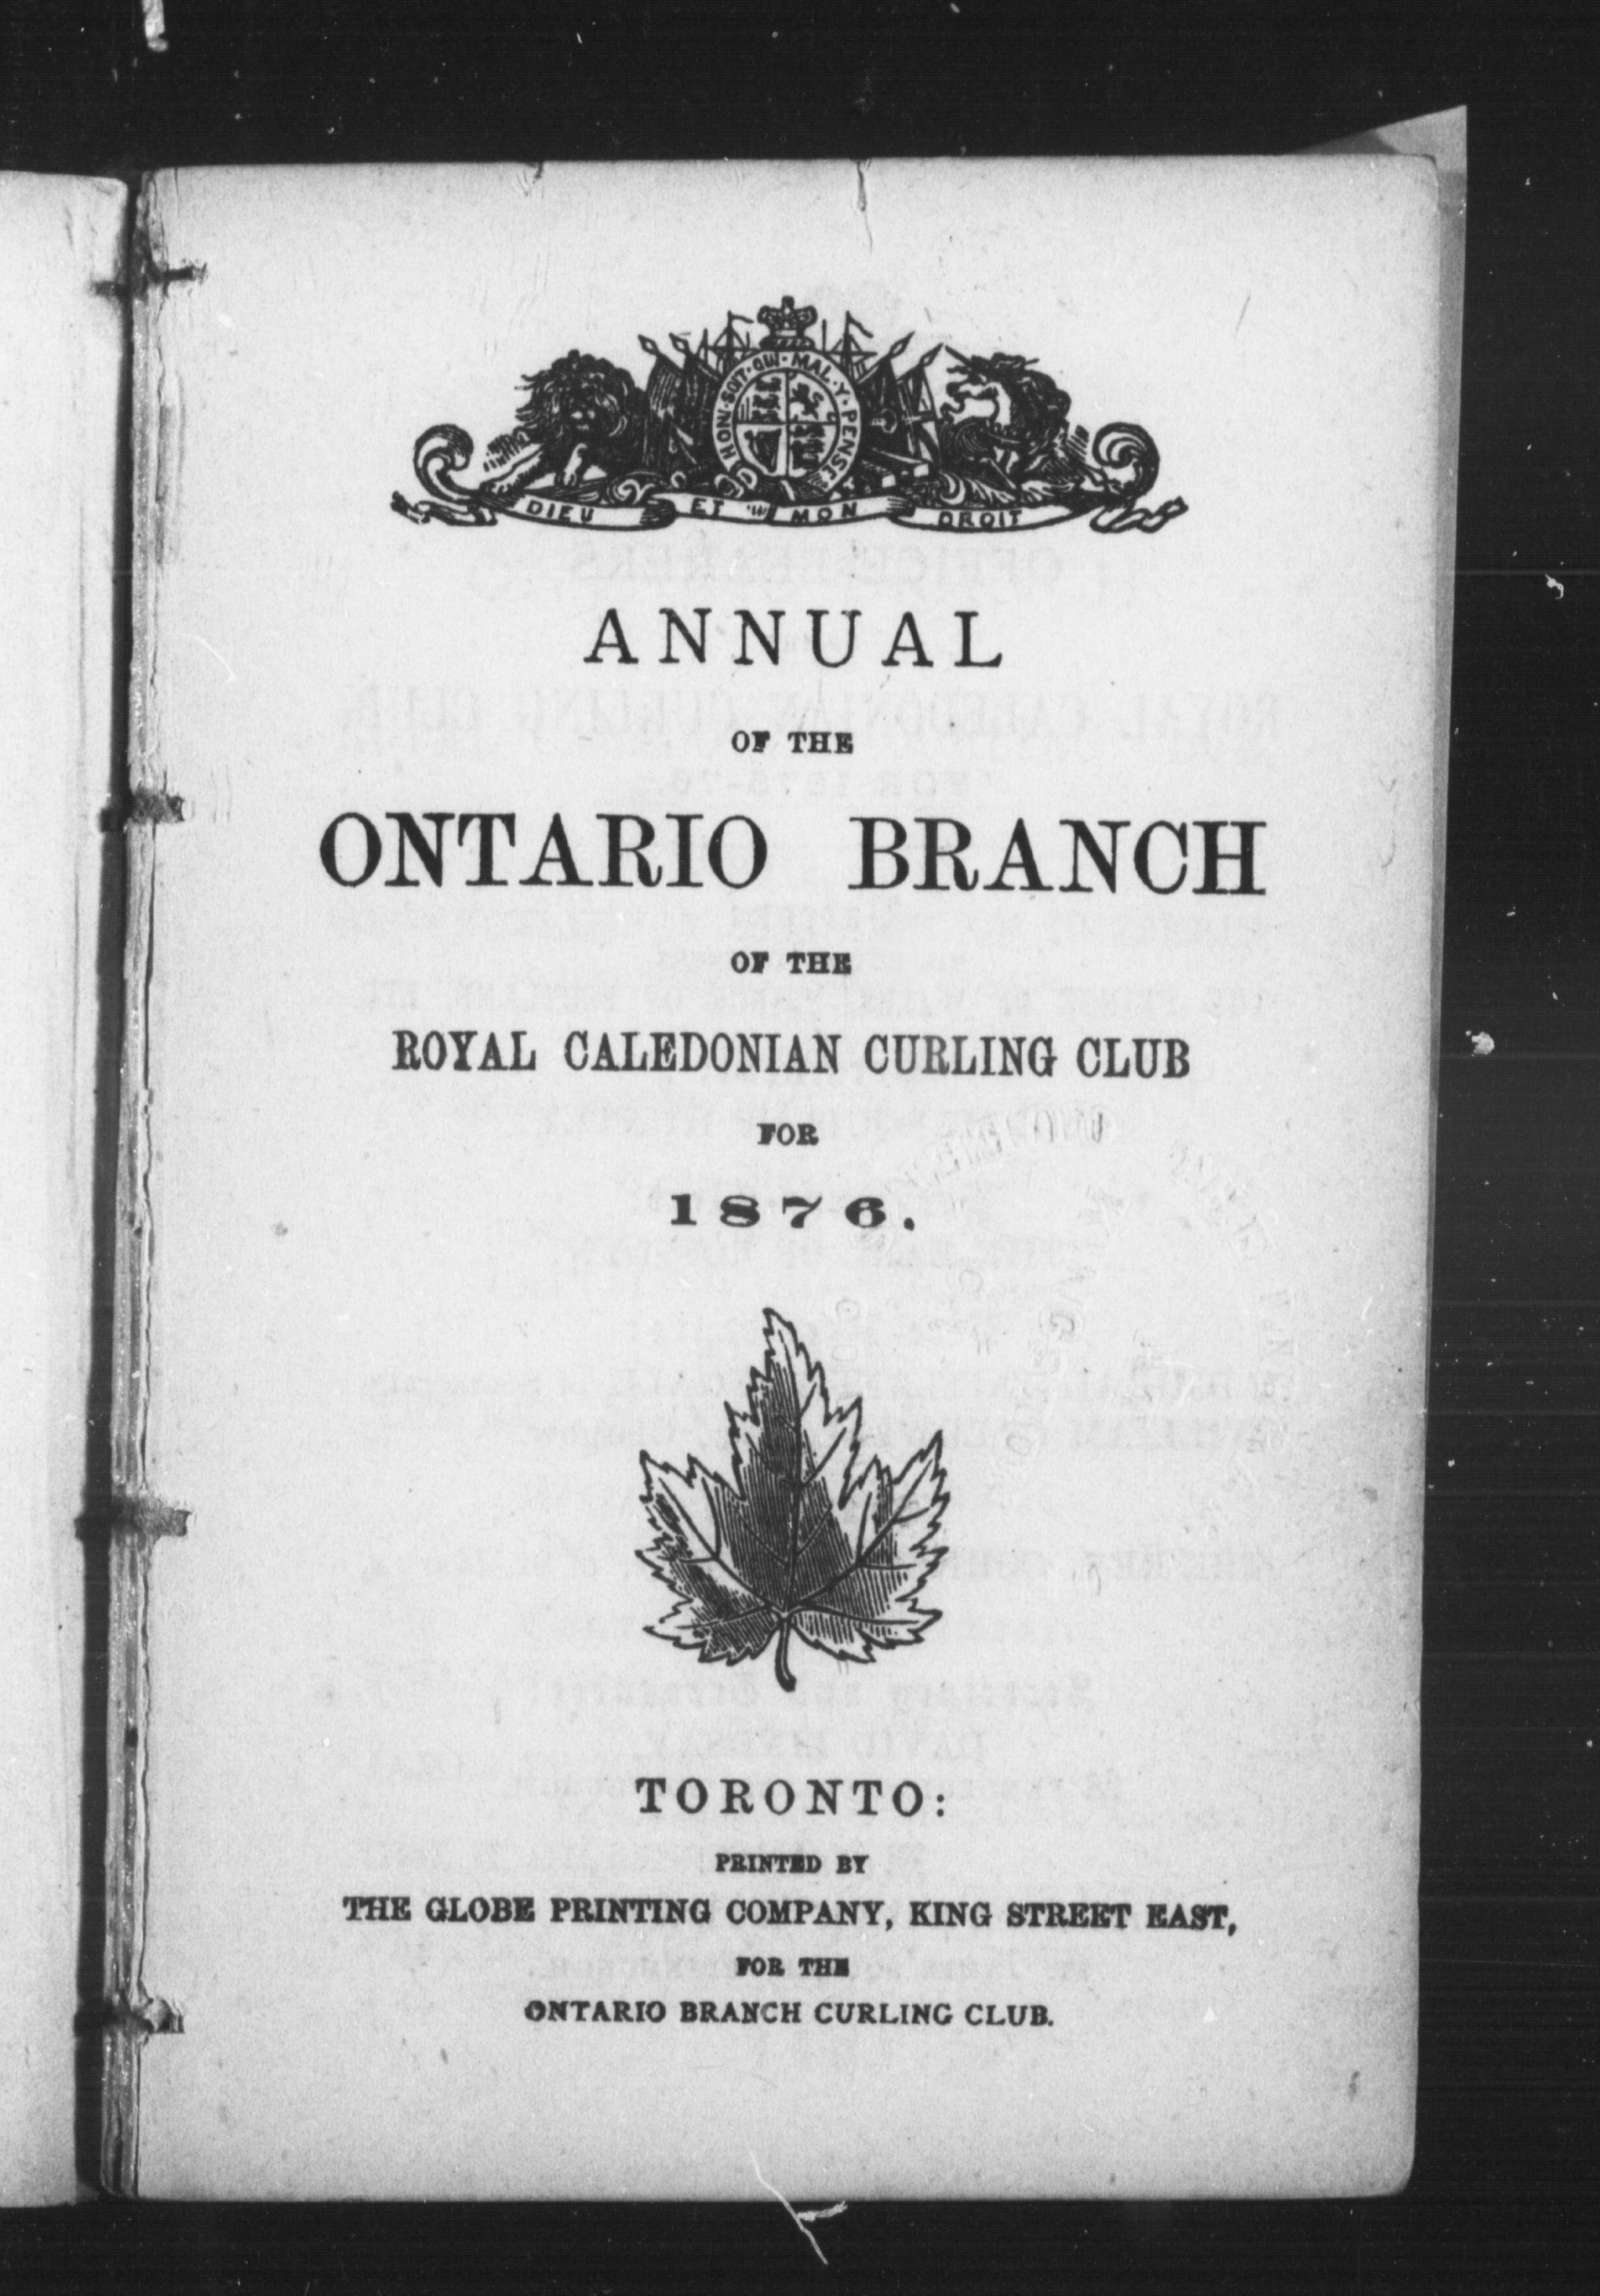 HONI·SOIT·QUI·MAL·Y·PENSE
DIEU ET MON DROIT
ANNUAL
OF THE
ONTARIO BRANCH
OF THE
ROYAL CALEDONIAN CURLING CLUB
FOR
1876.
TORONTO:
PRINTED BY
THE GLOBE PRINTING COMPANY, KING STREET EAST,
FOR THE
ONTARIO BRANCH CURLING CLUB.